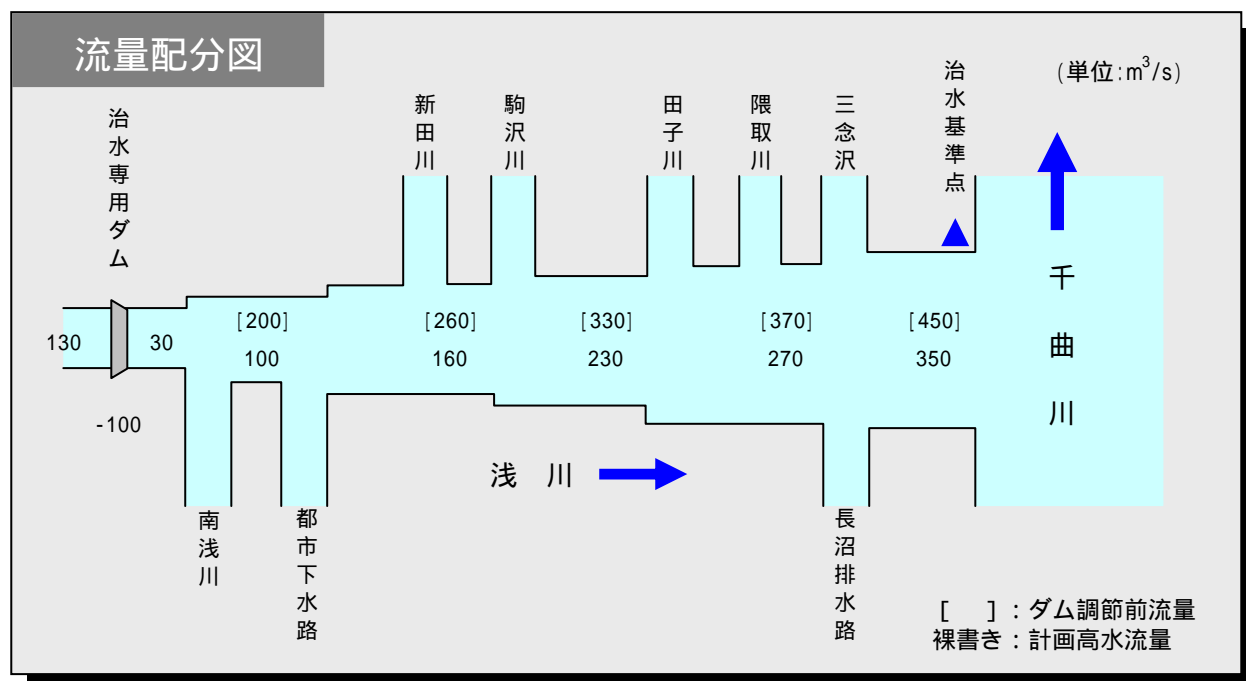 流量配分図
(単位:m³/s)
治水専用ダム
新田川
駒沢川
田子川
隈取川
三念沢
治水基準点
[200]
[260]
[330]
[370]
[450]
130
30
100
160
230
270
350
-100
千曲川
浅 川
南浅川
都市下水路
長沼排水路
[ ]:ダム調節前流量
裸書き:計画高水流量